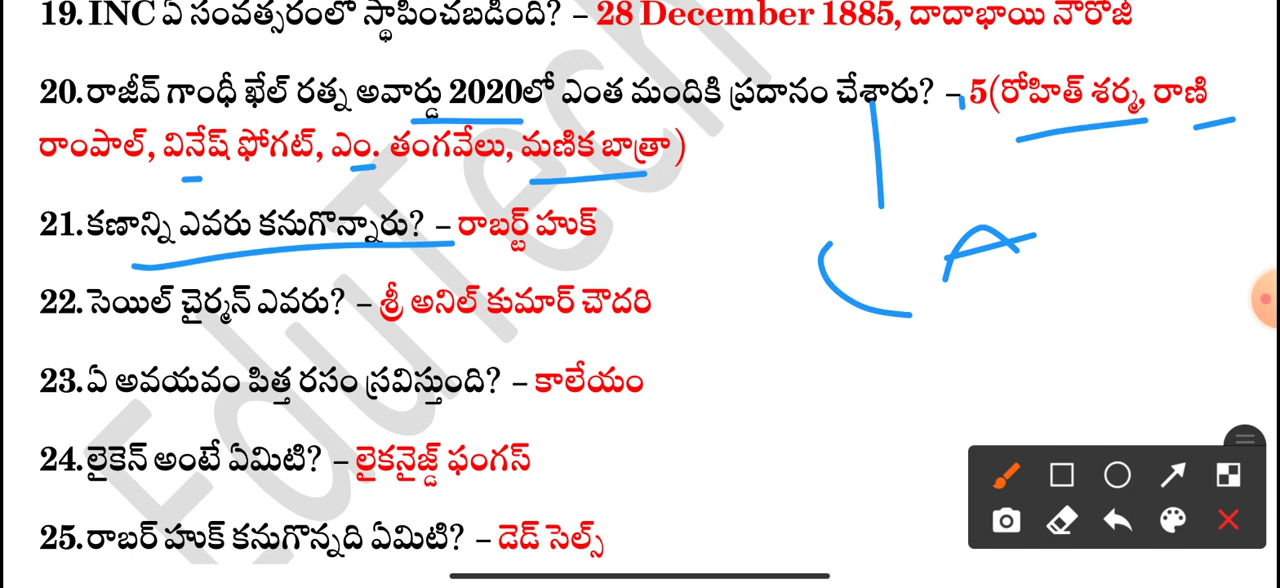 19. INC ఏ సంవత్సరంలో స్థాపించబడింది? – 28 December 1885, దాదాభాయి నౌరోజీ
20. రాజీవ్ గాంధీ ఖేల్ రత్న అవార్డు 2020లో ఎంత మందికి ప్రదానం చేశారు? – 5(రోహిత్ శర్మ, రాణి
రాంపాల్, వినేష్ ఫోగట్, ఎం. తంగవేలు, మణిక బాత్రా)
21. కణాన్ని ఎవరు కనుగొన్నారు? – రాబర్ట్ హుక్
22. సెయిల్ చైర్మన్ ఎవరు? – శ్రీ అనిల్ కుమార్ చౌదరి
23. ఏ అవయవం పిత్త రసం స్రవిస్తుంది? – కాలేయం
24. లైకెన్ అంటే ఏమిటి? – లైకనైజ్డ్ ఫంగస్
25. రాబర్ హుక్ కనుగొన్నది ఏమిటి? – డెడ్ సెల్స్
EduTech